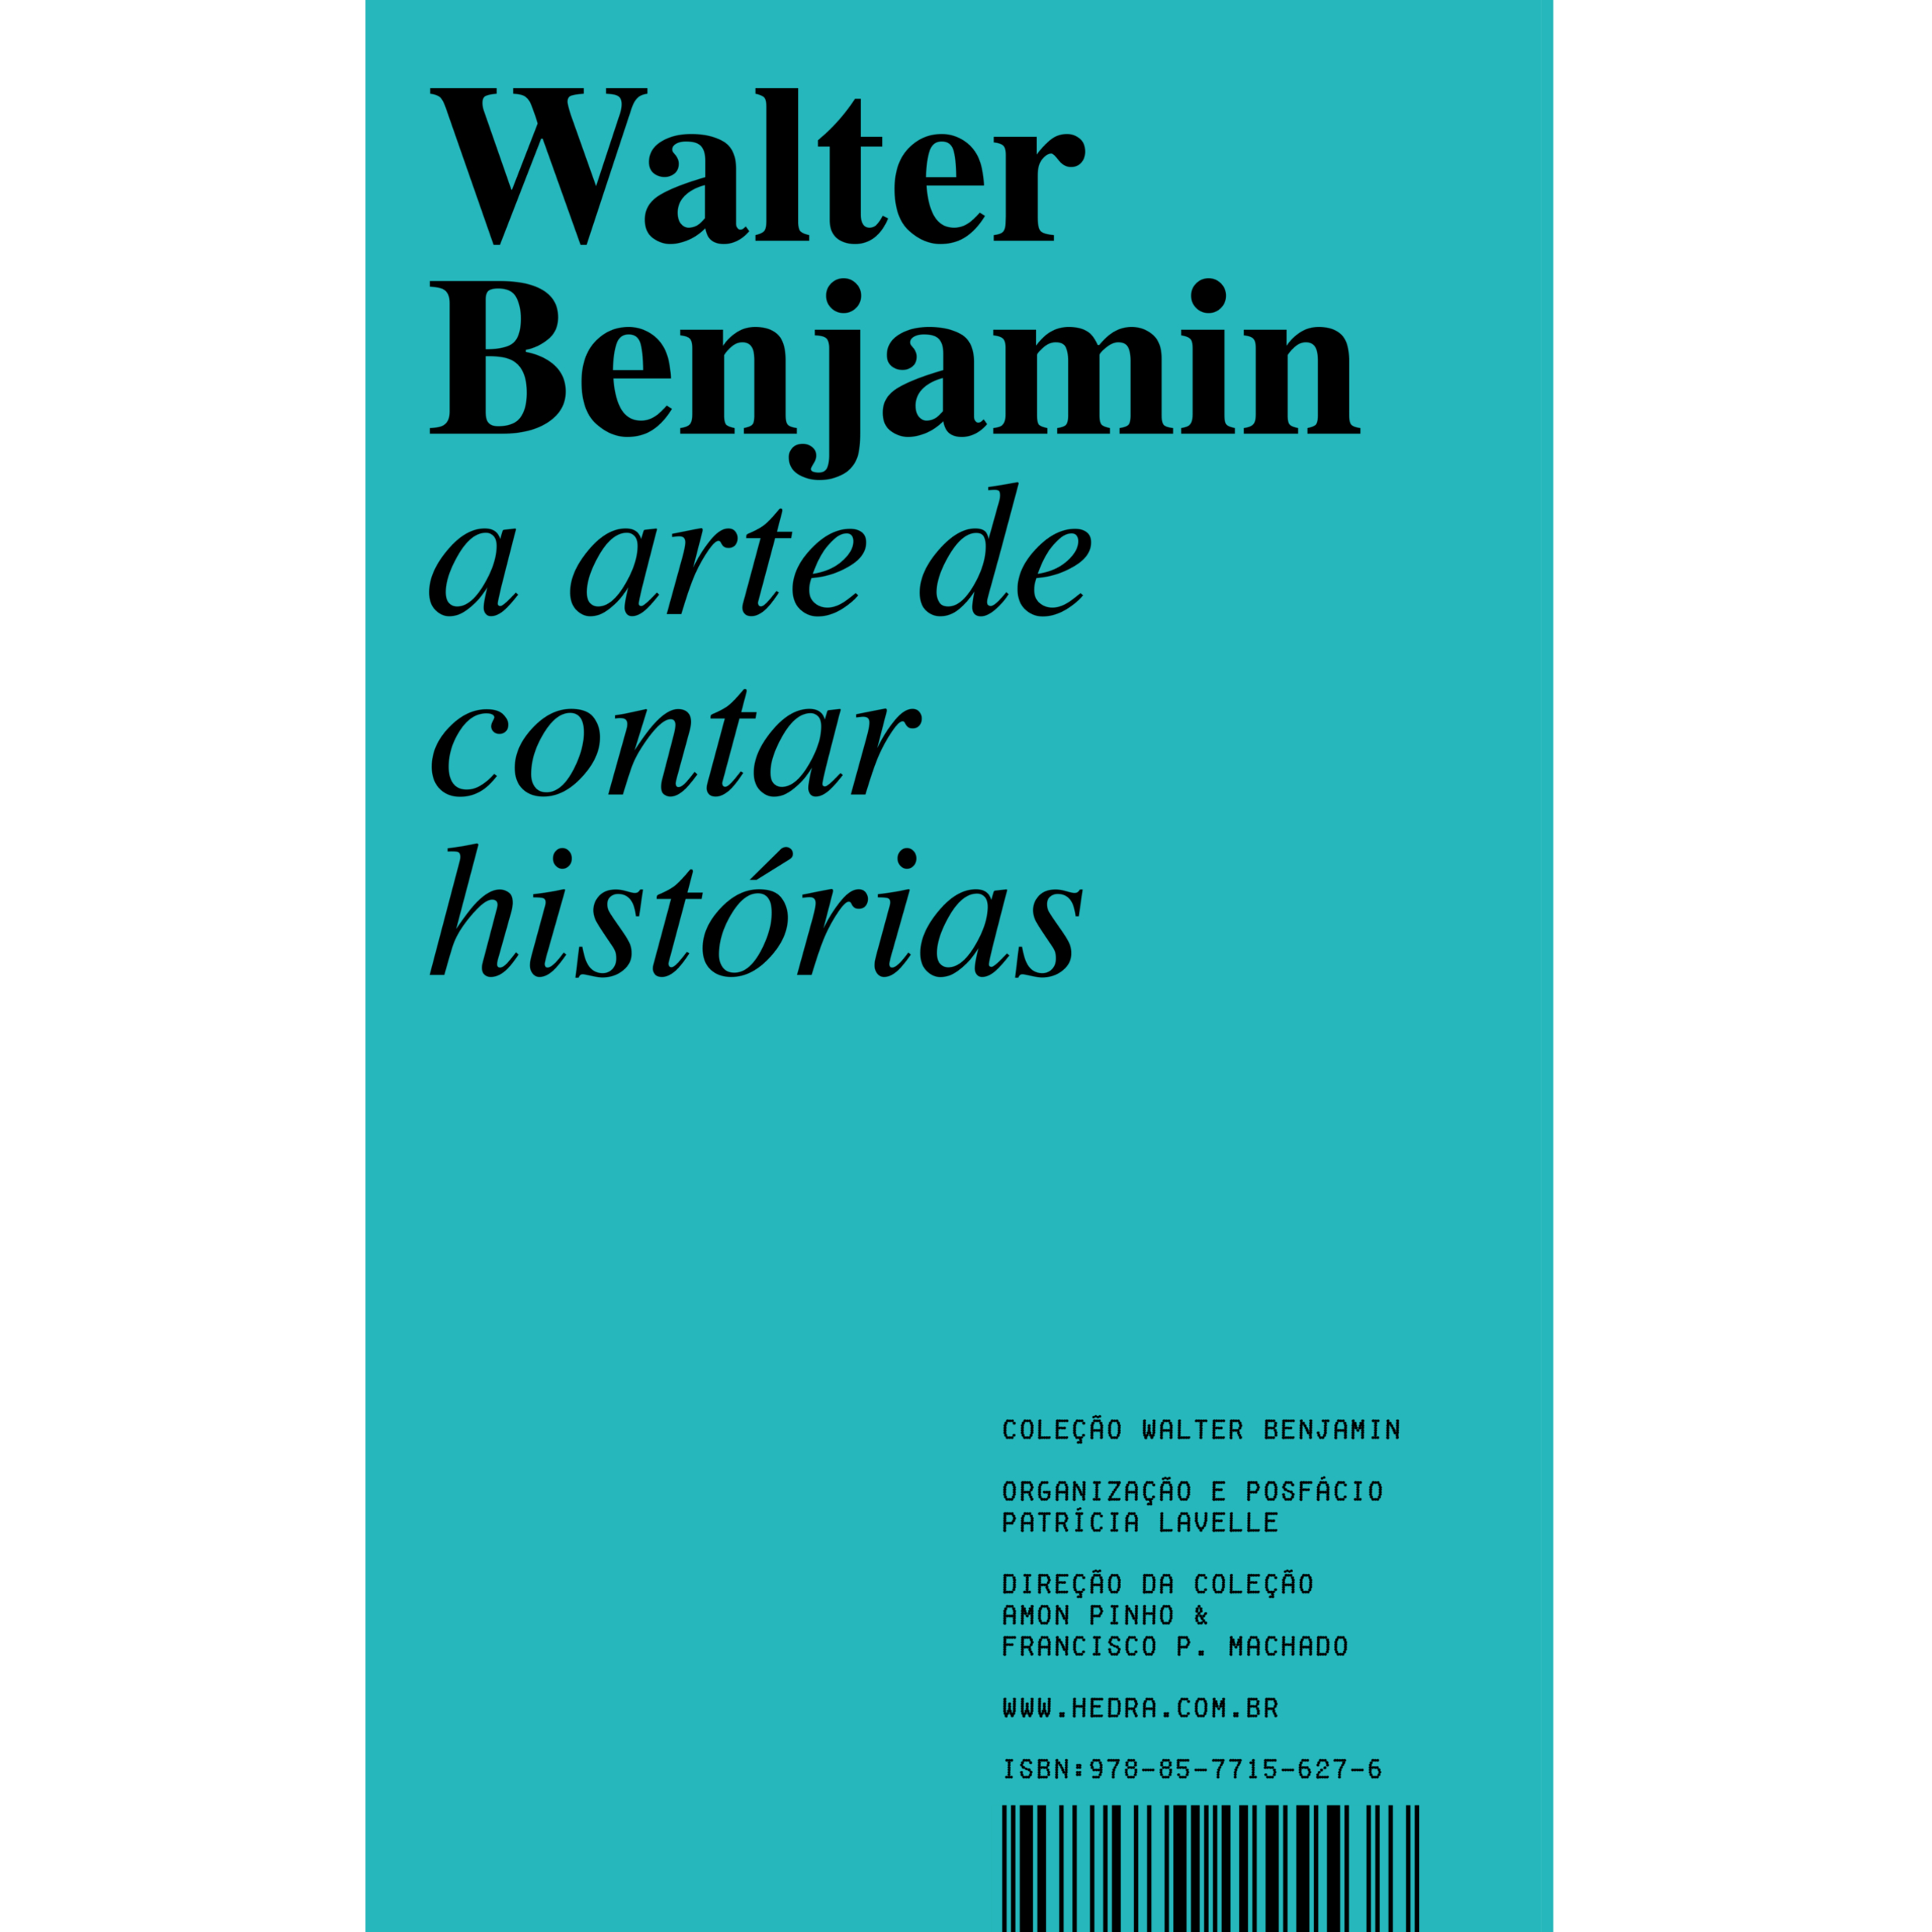 Walter
Benjamin
a arte de
contar
histórias
COLEÇÃO WALTER BENJAMIN
ORGANIZAÇÃO E POSFÁCIO
PATRÍCIA LAVELLE
DIREÇÃO DA COLEÇÃO
AMON PINHO &
FRANCISCO P. MACHADO
WWW.HEDRA.COM.BR
ISBN:978-85-7715-627-6